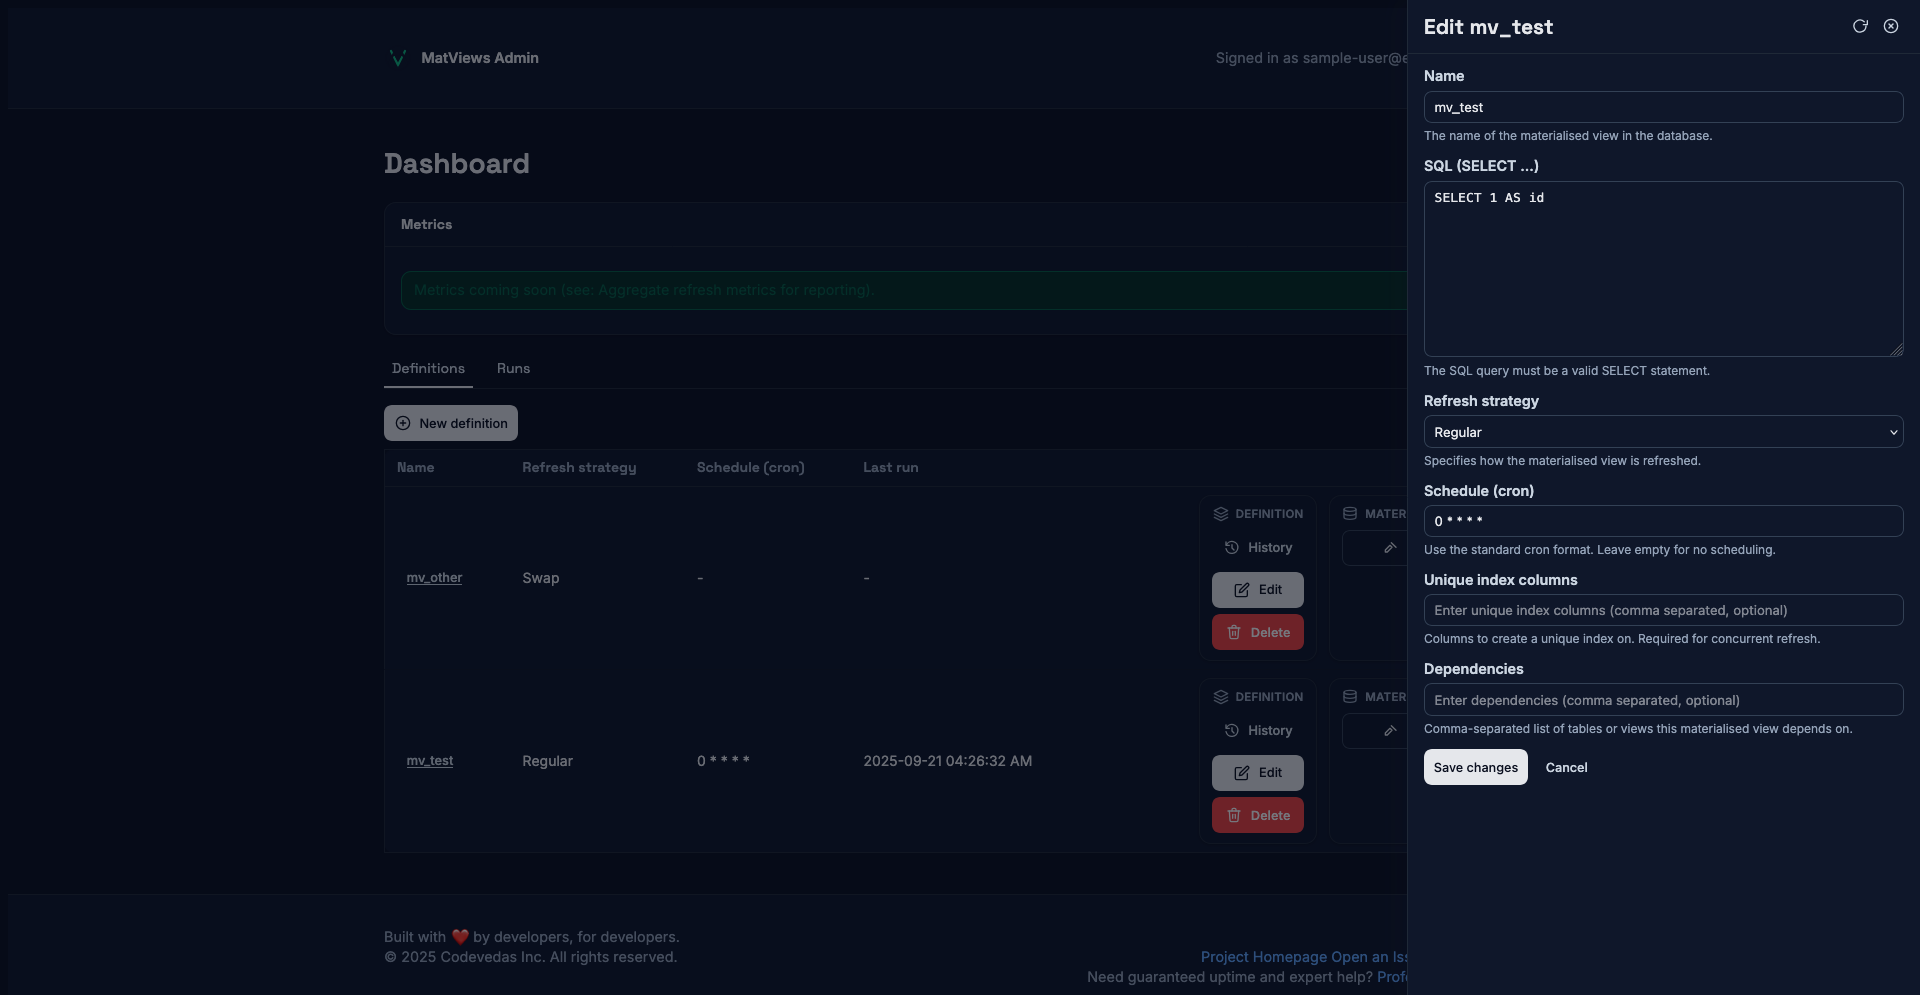 MatViews Admin
Signed in as sample-user@e
Dashboard
Metrics
Metrics coming soon (see: Aggregate refresh metrics for reporting).
Definitions
Runs
New definition
Name
Refresh strategy
Schedule (cron)
Last run
mv_other
Swap
-
-
DEFINITION
History
Edit
Delete
MATER
mv_test
Regular
0 * * * *
2025-09-21 04:26:32 AM
DEFINITION
History
Edit
Delete
MATER
Built with ❤️ by developers, for developers.
© 2025 Codevedas Inc. All rights reserved.
Project Homepage Open an Iss
Need guaranteed uptime and expert help? Profe
Edit mv_test
Name
mv_test
The name of the materialised view in the database.
SQL (SELECT ...)
SELECT 1 AS id
The SQL query must be a valid SELECT statement.
Refresh strategy
Regular
Specifies how the materialised view is refreshed.
Schedule (cron)
0 * * * *
Use the standard cron format. Leave empty for no scheduling.
Unique index columns
Enter unique index columns (comma separated, optional)
Columns to create a unique index on. Required for concurrent refresh.
Dependencies
Enter dependencies (comma separated, optional)
Comma-separated list of tables or views this materialised view depends on.
Save changes
Cancel